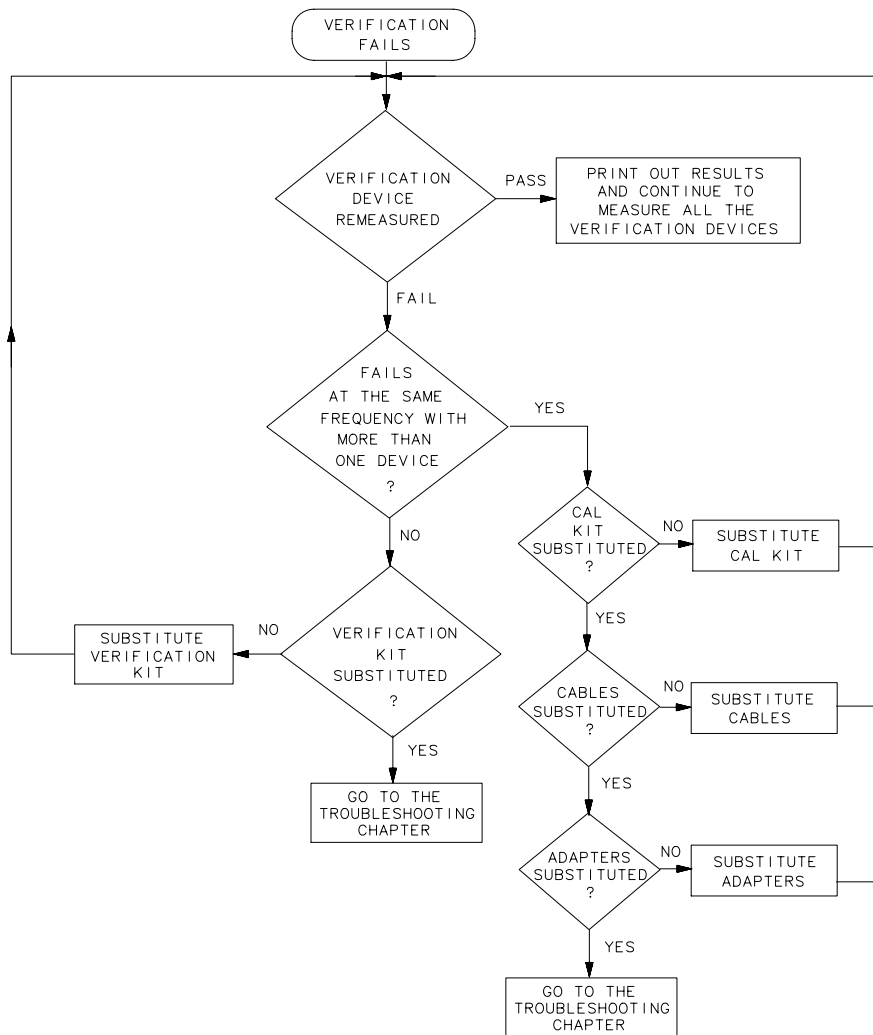 VERIFICATION
FAILS
VERIFICATION
DEVICE
REMEASURED
PASS
PRINT OUT RESULTS
AND CONTINUE TO
MEASURE ALL THE
VERIFICATION DEVICES
FAIL
FAILS
AT THE SAME
FREQUENCY WITH
MORE THAN
ONE DEVICE
?
YES
NO
CAL
KIT
SUBSTITUTED
?
NO
SUBSTITUTE
CAL KIT
YES
VERIFICATION
KIT
SUBSTITUTED
?
NO
SUBSTITUTE
VERIFICATION
KIT
YES
GO TO THE
TROUBLESHOOTING
CHAPTER
CABLES
SUBSTITUTED
?
NO
SUBSTITUTE
CABLES
YES
ADAPTERS
SUBSTITUTED
?
NO
SUBSTITUTE
ADAPTERS
YES
GO TO THE
TROUBLESHOOTING
CHAPTER